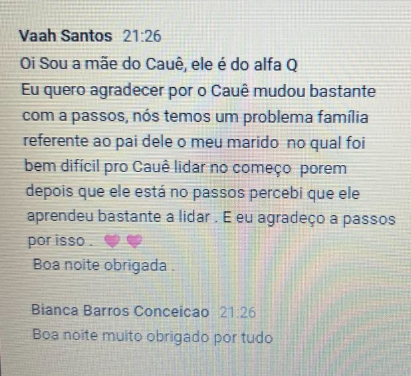 Vaah Santos 21:26
Oi Sou a mãe do Cauê, ele é do alfa Q
Eu quero agradecer por o Cauê mudou bastante
com a passos, nós temos um problema família
referente ao pai dele o meu marido no qual foi
bem difícil pro Cauê lidar no começo porem
depois que ele está no passos percebi que ele
aprendeu bastante a lidar . E eu agradeço a passos
por isso . 💗💗
Boa noite obrigada .
Bianca Barros Conceicao 21:26
Boa noite muito obrigado por tudo